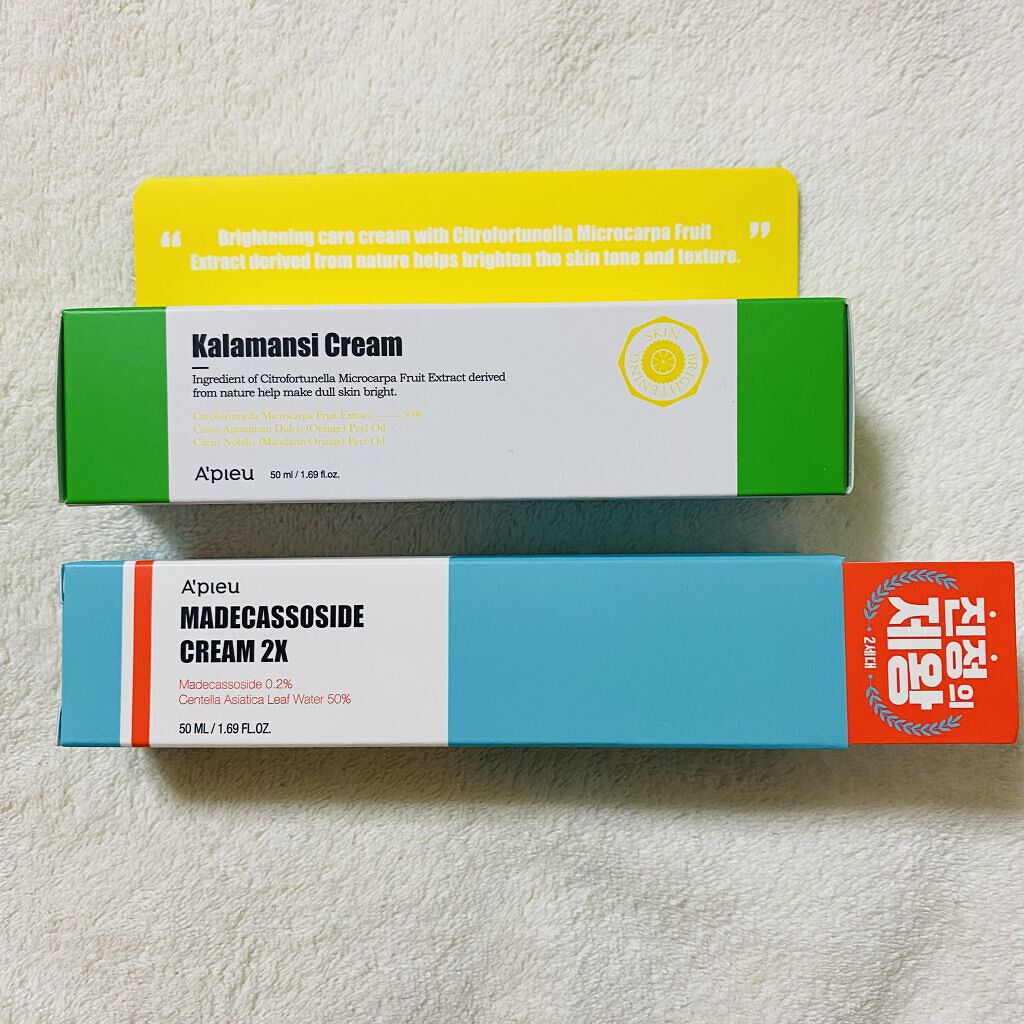 “ Brightening care cream with Citrofortunella Microcarpa Fruit ”
Extract derived from nature helps brighten the skin tone and texture.
Kalamansi Cream
Ingredient of Citrofortunella Microcarpa Fruit Extract derived
from nature help make dull skin bright.
Citrofortunella Microcarpa Fruit Extract ------- 50%
Citrus Aurantium Dulcis (Orange) Peel Oil
Citrus Nobilis (Mandarin Orange) Peel Oil
A'pieu 50 ml / 1.69 fl.oz.
SKIN BRIGHTENING
A'pieu
MADECASSOSIDE
CREAM 2X
Madecassoside 0.2%
Centella Asiatica Leaf Water 50%
50 ML / 1.69 FL.OZ.
진정의
제왕
2세대